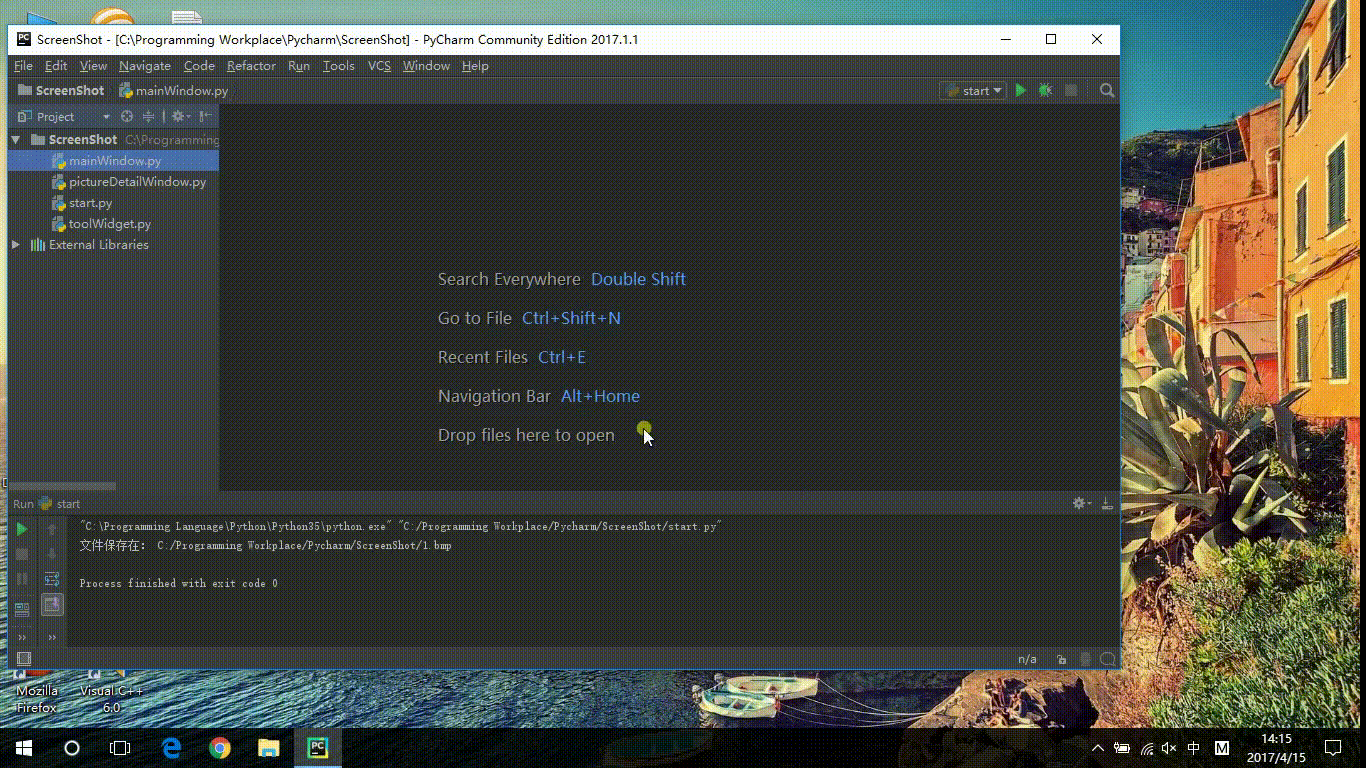 ScreenShot - [C:\Programming Workplace\Pycharm\ScreenShot] - PyCharm Community Edition 2017.1.1
File Edit View Navigate Code Refactor Run Tools VCS Window Help
ScreenShot mainWindow.py start
Project
ScreenShot C:\Programming
mainWindow.py
pictureDetailWindow.py
start.py
toolWidget.py
External Libraries
Search Everywhere Double Shift
Go to File Ctrl+Shift+N
Recent Files Ctrl+E
Navigation Bar Alt+Home
Drop files here to open
Run start
"C:\Programming Language\Python\Python35\python.exe" "C:/Programming Workplace/Pycharm/ScreenShot/start.py"
文件保存在: C:/Programming Workplace/Pycharm/ScreenShot/1.bmp
Process finished with exit code 0
n/a
Mozilla Firefox
Visual C++ 6.0
PC
中 M
14:15
2017/4/15